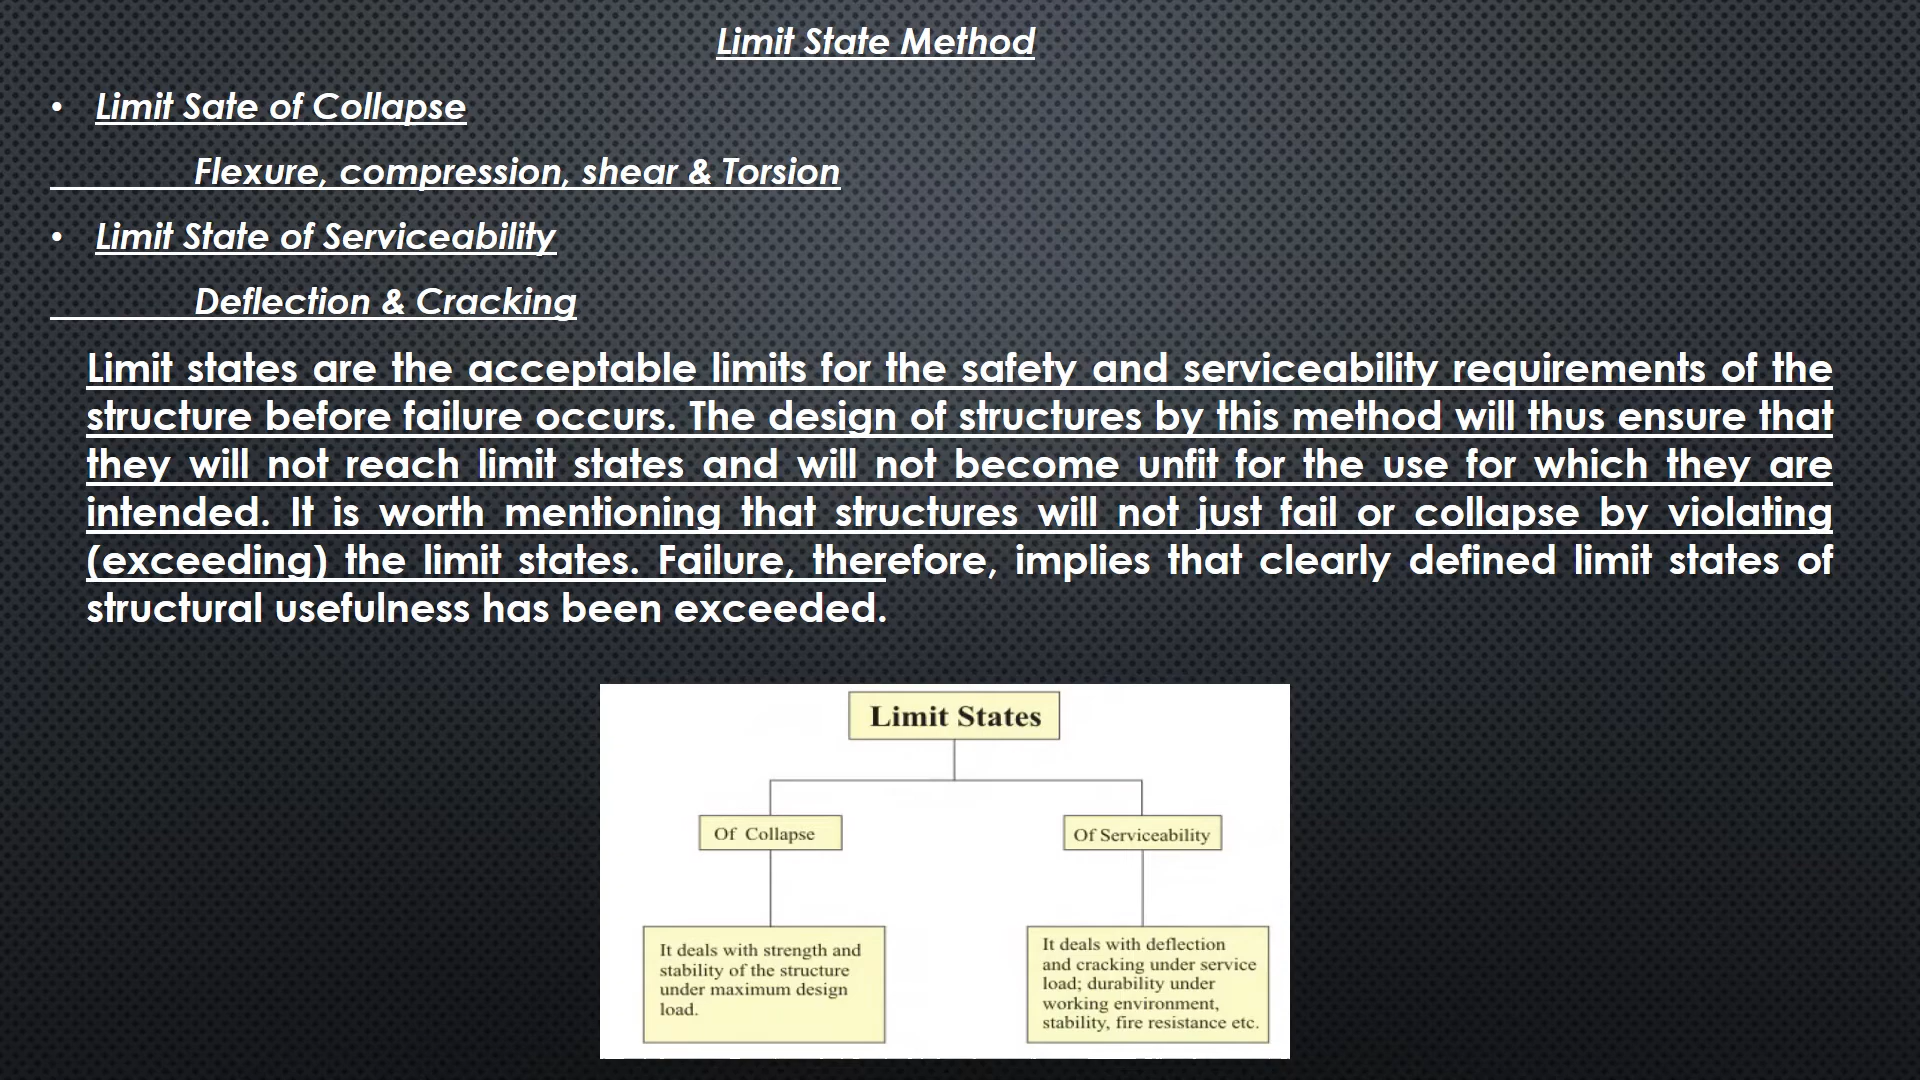 Limit State Method
• Limit Sate of Collapse
Flexure, compression, shear & Torsion
• Limit State of Serviceability
Deflection & Cracking
Limit states are the acceptable limits for the safety and serviceability requirements of the
structure before failure occurs. The design of structures by this method will thus ensure that
they will not reach limit states and will not become unfit for the use for which they are
intended. It is worth mentioning that structures will not just fail or collapse by violating
(exceeding) the limit states. Failure, therefore, implies that clearly defined limit states of
structural usefulness has been exceeded.
Limit States
Of Collapse
Of Serviceability
It deals with strength and
stability of the structure
under maximum design
load.
It deals with deflection
and cracking under service
load; durability under
working environment,
stability, fire resistance etc.